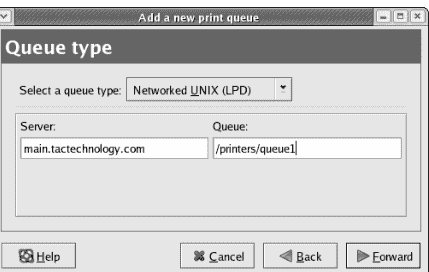 Add a new print queue
Queue type
Select a queue type: Networked UNIX (LPD)
Server: Queue:
main.tactechnology.com /printers/queue1
Help Cancel Back Forward